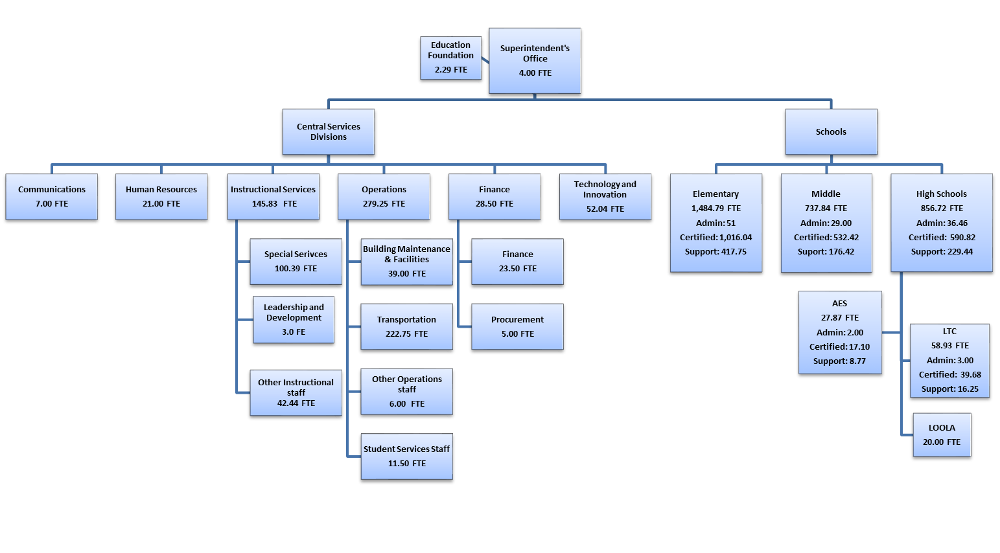 Education
Foundation
2.29 FTE
Superintendent's
Office
4.00 FTE
Central Services
Divisions
Schools
Communications
7.00 FTE
Human Resources
21.00 FTE
Instructional Services
145.83 FTE
Operations
279.25 FTE
Finance
28.50 FTE
Technology and
Innovation
52.04 FTE
Elementary
1,484.79 FTE
Admin: 51
Certified: 1,016.04
Support: 417.75
Middle
737.84 FTE
Admin: 29.00
Certified: 532.42
Suport: 176.42
High Schools
856.72 FTE
Admin: 36.46
Certified: 590.82
Support: 229.44
Special Serivces
100.39 FTE
Leadership and
Development
3.0 FE
Other Instructional
staff
42.44 FTE
Building Maintenance
& Facilities
39.00 FTE
Transportation
222.75 FTE
Other Operations
staff
6.00 FTE
Student Services Staff
11.50 FTE
Finance
23.50 FTE
Procurement
5.00 FTE
AES
27.87 FTE
Admin: 2.00
Certified: 17.10
Support: 8.77
LTC
58.93 FTE
Admin: 3.00
Certified: 39.68
Support: 16.25
LOOLA
20.00 FTE